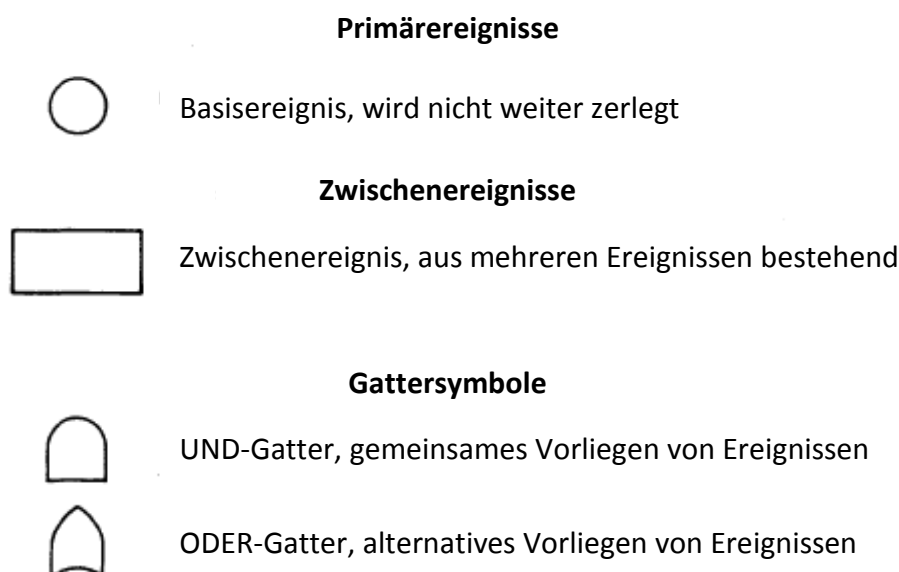 Primärereignisse
Basisereignis, wird nicht weiter zerlegt
Zwischenereignisse
Zwischenereignis, aus mehreren Ereignissen bestehend
Gattersymbole
UND-Gatter, gemeinsames Vorliegen von Ereignissen
ODER-Gatter, alternatives Vorliegen von Ereignissen